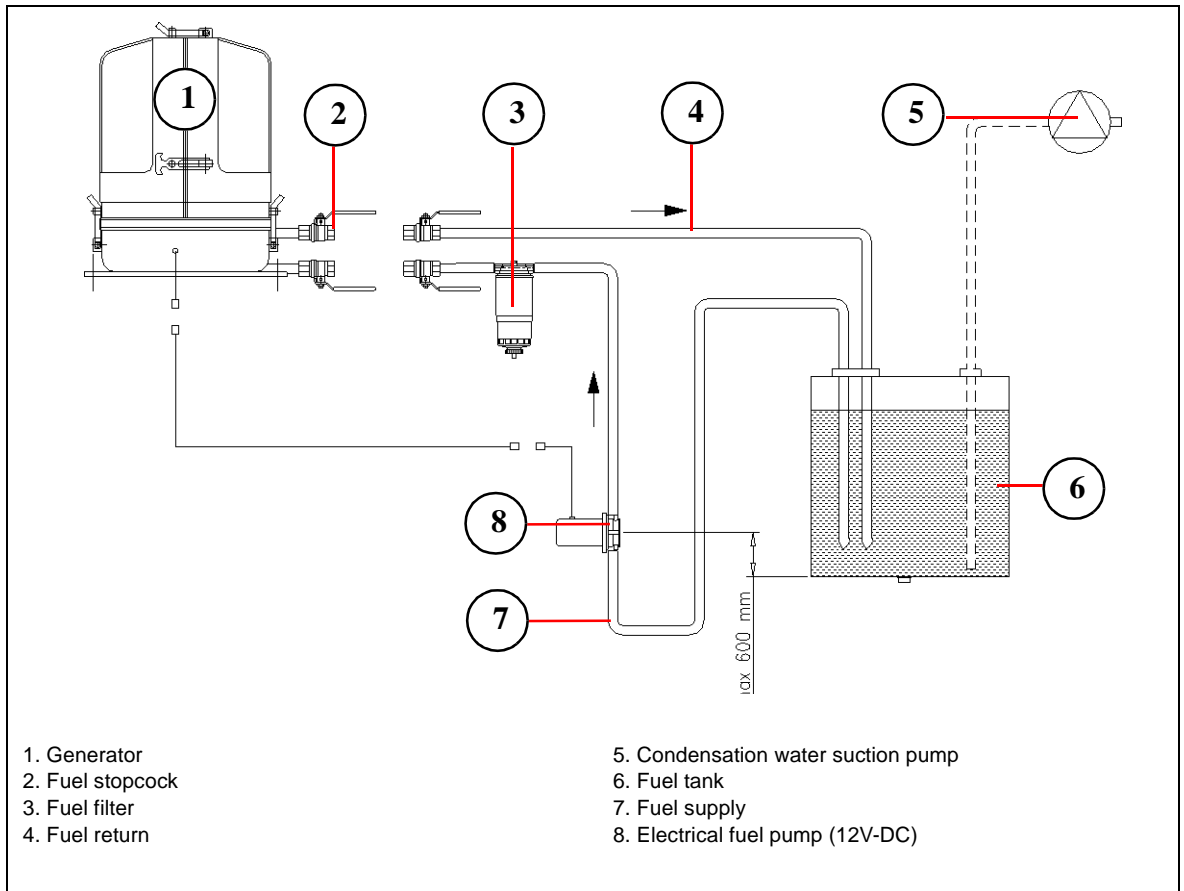 1
2
3
4
5
6
7
8
600 mm
1. Generator
2. Fuel stopcock
3. Fuel filter
4. Fuel return
5. Condensation water suction pump
6. Fuel tank
7. Fuel supply
8. Electrical fuel pump (12V-DC)